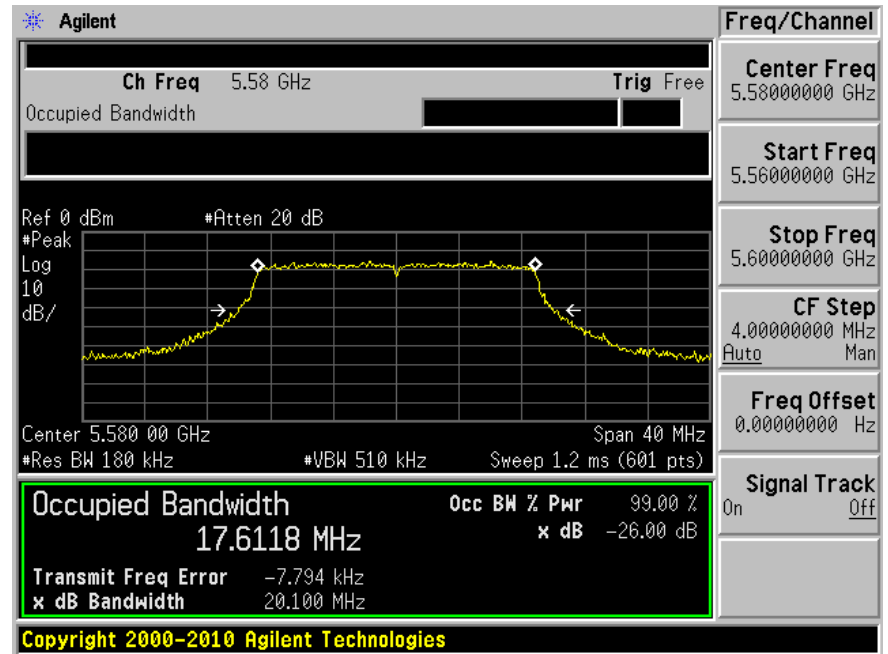 Agilent
Freq/Channel
Ch Freq 5.58 GHz Trig Free
Occupied Bandwidth
Center Freq
5.58000000 GHz
Start Freq
5.56000000 GHz
Stop Freq
5.60000000 GHz
CF Step
4.00000000 MHz
Auto Man
Freq Offset
0.00000000 Hz
Signal Track
On Off
Ref 0 dBm #Atten 20 dB
#Peak
Log
10
dB/
Center 5.580 00 GHz Span 40 MHz
#Res BW 180 kHz #VBW 510 kHz Sweep 1.2 ms (601 pts)
Occupied Bandwidth Occ BW % Pwr 99.00 %
17.6118 MHz x dB -26.00 dB
Transmit Freq Error -7.794 kHz
x dB Bandwidth 20.100 MHz
Copyright 2000-2010 Agilent Technologies